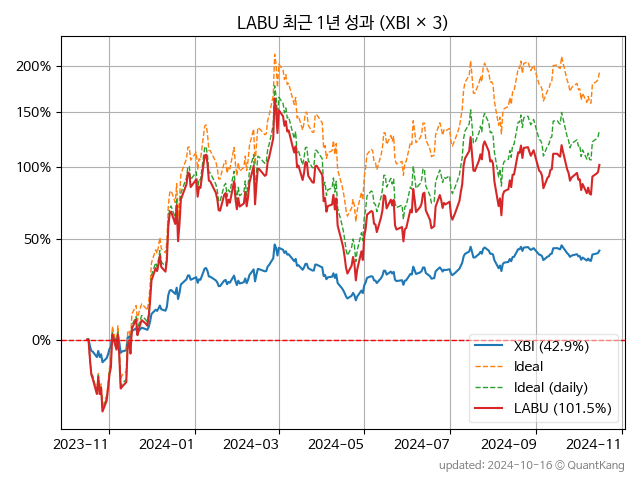 LABU 최근 1년 성과 (XBI × 3)
200%
150%
100%
50%
0%
XBI (42.9%)
Ideal
Ideal (daily)
LABU (101.5%)
2023-11 2024-01 2024-03 2024-05 2024-07 2024-09 2024-11
updated: 2024-10-16 © QuantKang